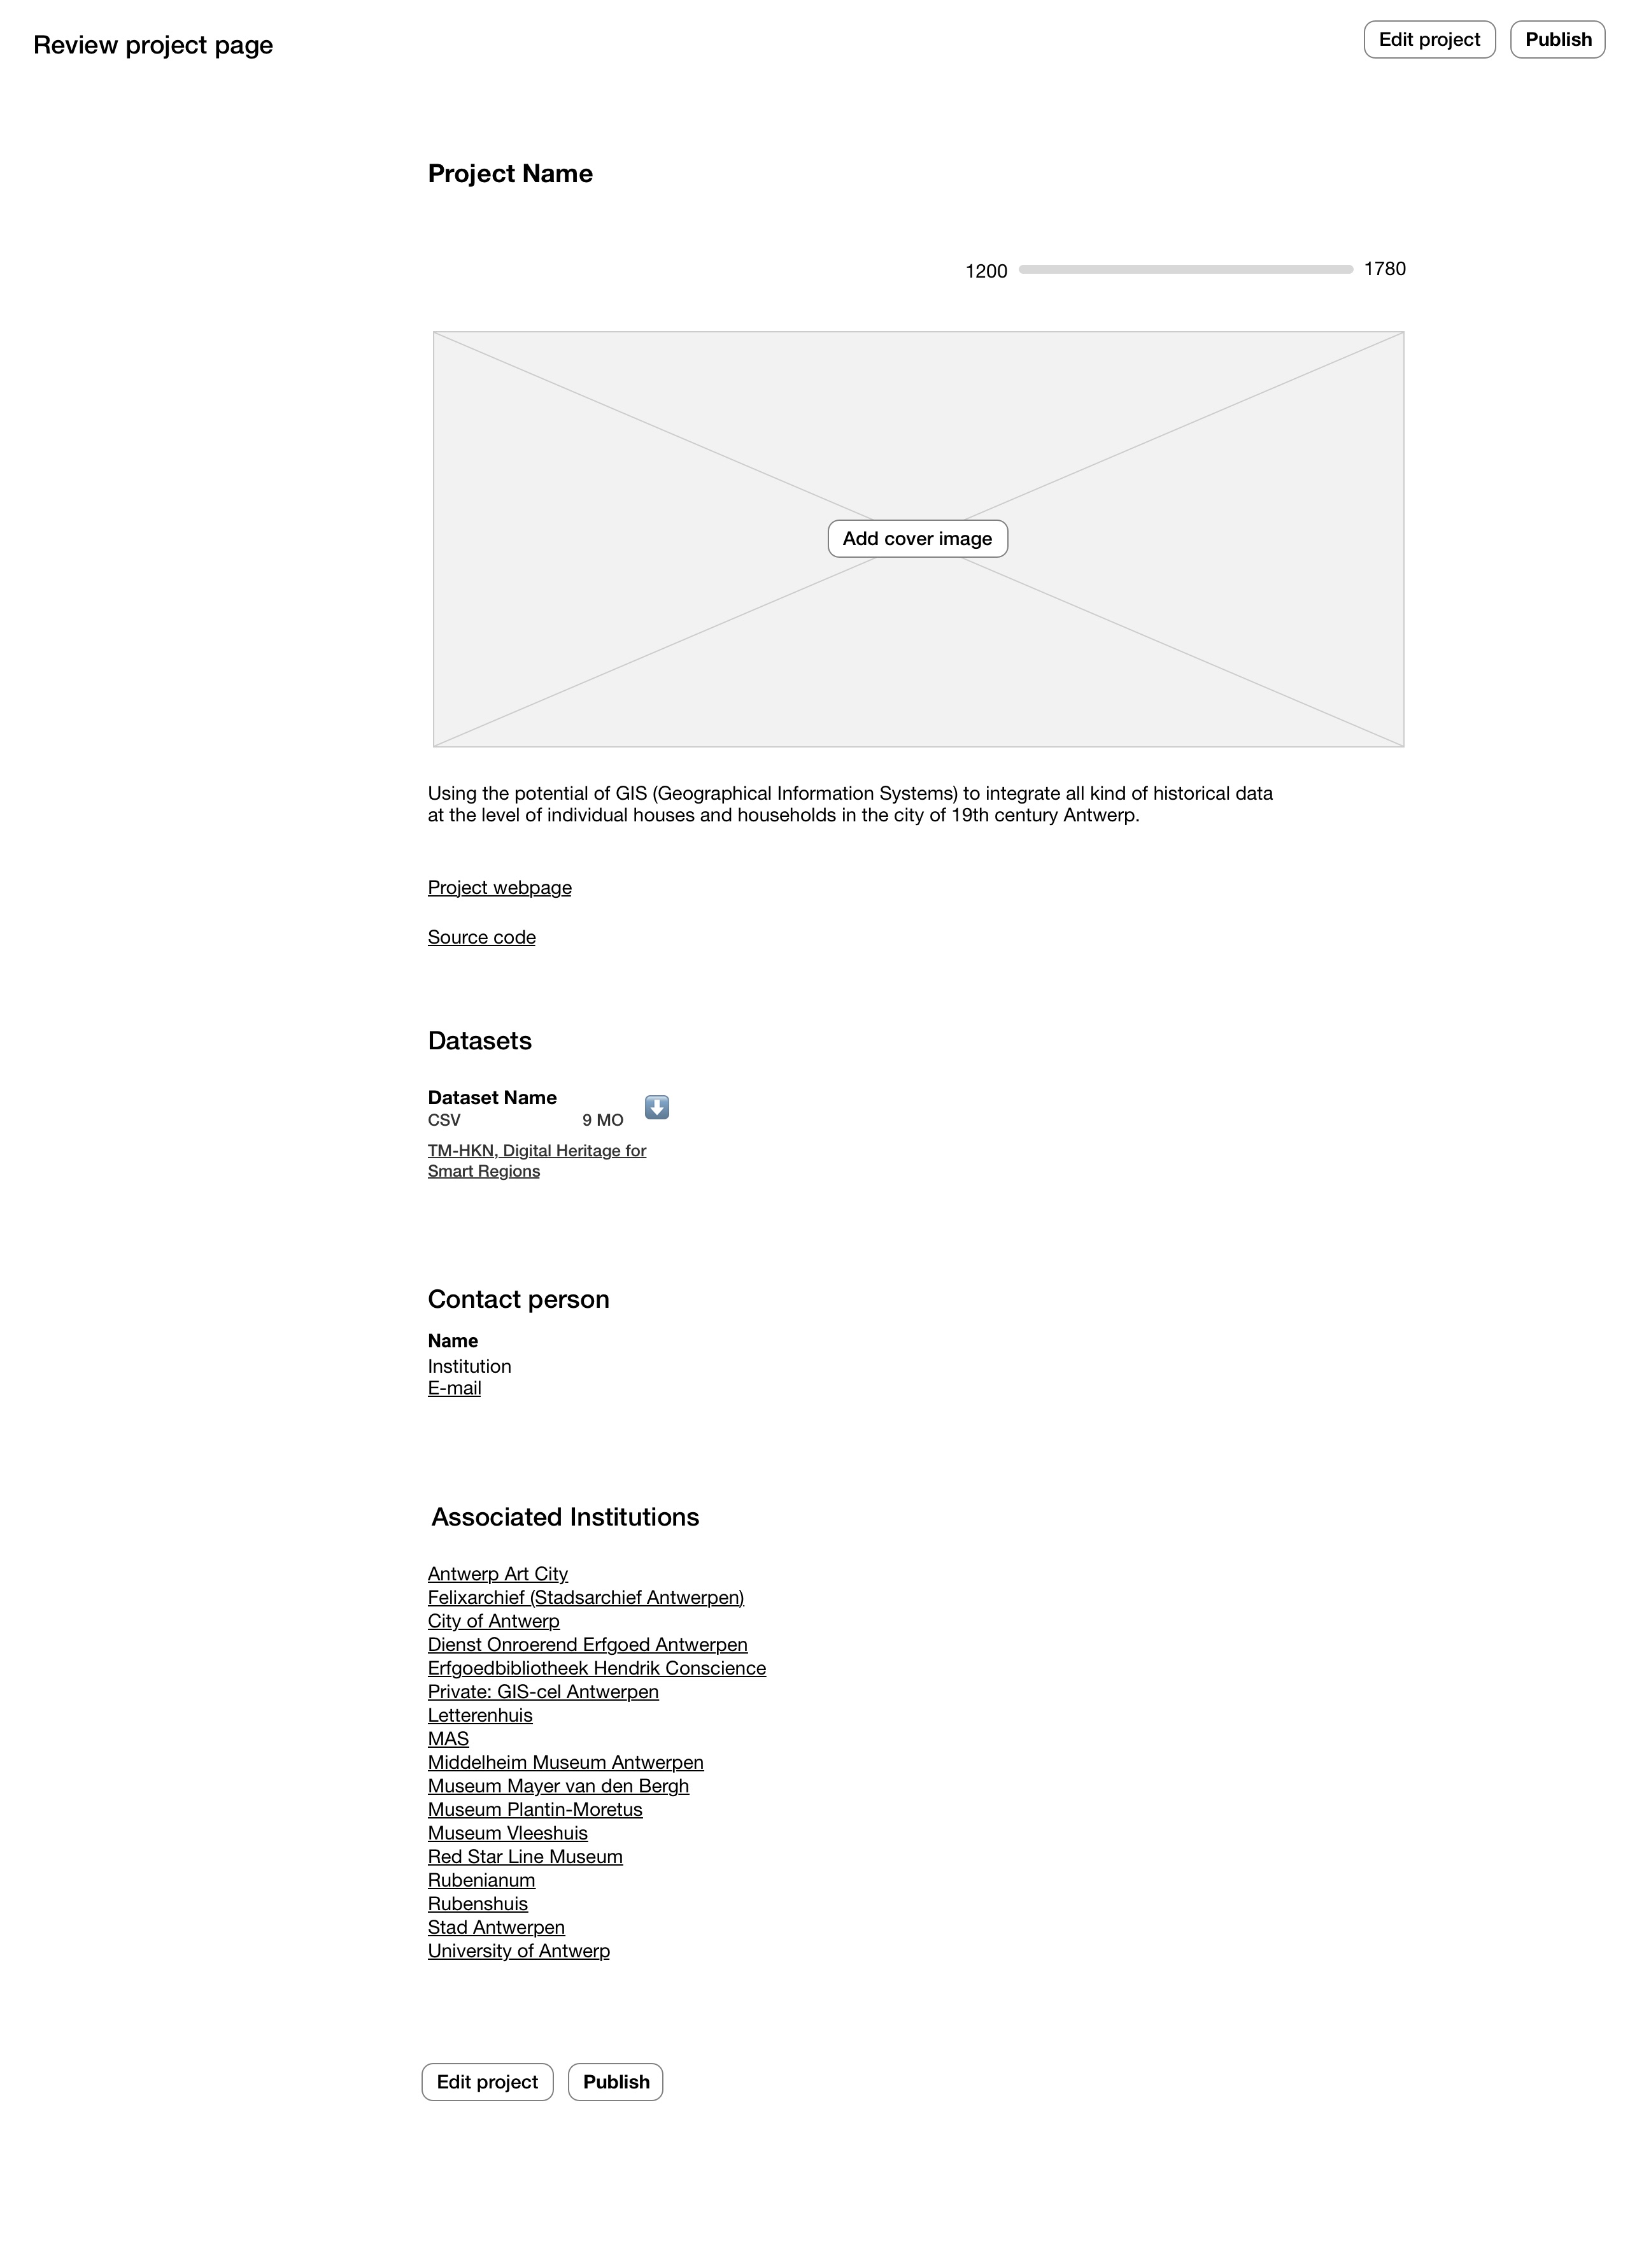 Review project page
Edit project
Publish
Project Name
1200
1780
Add cover image
Using the potential of GIS (Geographical Information Systems) to integrate all kind of historical data
at the level of individual houses and households in the city of 19th century Antwerp.
Project webpage
Source code
Datasets
Dataset Name
CSV 9 MO
TM-HKN, Digital Heritage for
Smart Regions
Contact person
Name
Institution
E-mail
Associated Institutions
Antwerp Art City
Felixarchief (Stadsarchief Antwerpen)
City of Antwerp
Dienst Onroerend Erfgoed Antwerpen
Erfgoedbibliotheek Hendrik Conscience
Private: GIS-cel Antwerpen
Letterenhuis
MAS
Middelheim Museum Antwerpen
Museum Mayer van den Bergh
Museum Plantin-Moretus
Museum Vleeshuis
Red Star Line Museum
Rubenianum
Rubenshuis
Stad Antwerpen
University of Antwerp
Edit project
Publish